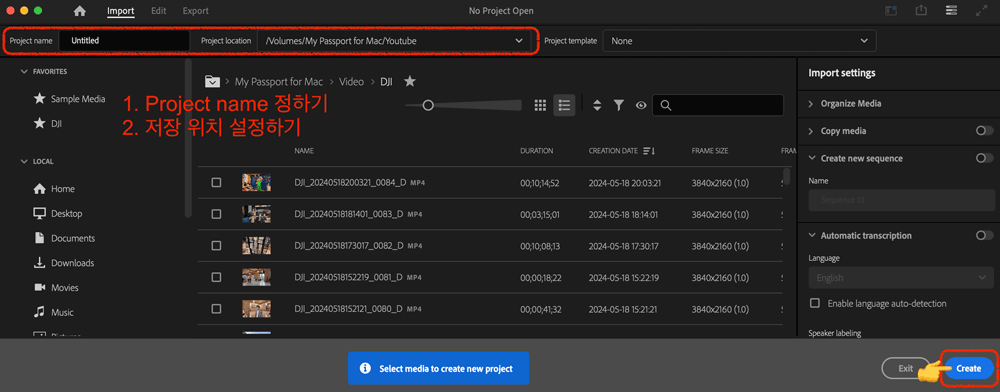 Import Edit Export No Project Open
Project name Untitled Project location /Volumes/My Passport for Mac/Youtube Project template None
FAVORITES
Sample Media
DJI
LOCAL
Home
Desktop
Documents
Downloads
Movies
Music
My Passport for Mac Video DJI
1. Project name 정하기
2. 저장 위치 설정하기
NAME DURATION CREATION DATE FRAME SIZE
DJI_20240518200321_0084_D MP4 00;10;14;52 2024-05-18 20:03:21 3840x2160 (1.0)
DJI_20240518181401_0083_D MP4 00;03;15;01 2024-05-18 18:14:01 3840x2160 (1.0)
DJI_20240518173017_0082_D MP4 00;10;08;13 2024-05-18 17:30:17 3840x2160 (1.0)
DJI_20240518152219_0081_D MP4 00;00;18;22 2024-05-18 15:22:19 3840x2160 (1.0)
DJI_20240518152121_0080_D MP4 00;00;41;32 2024-05-18 15:21:21 3840x2160 (1.0)
Import settings
Organize Media
Copy media
Create new sequence
Name
Automatic transcription
Language
English
Enable language auto-detection
Speaker labeling
Select media to create new project
Exit Create